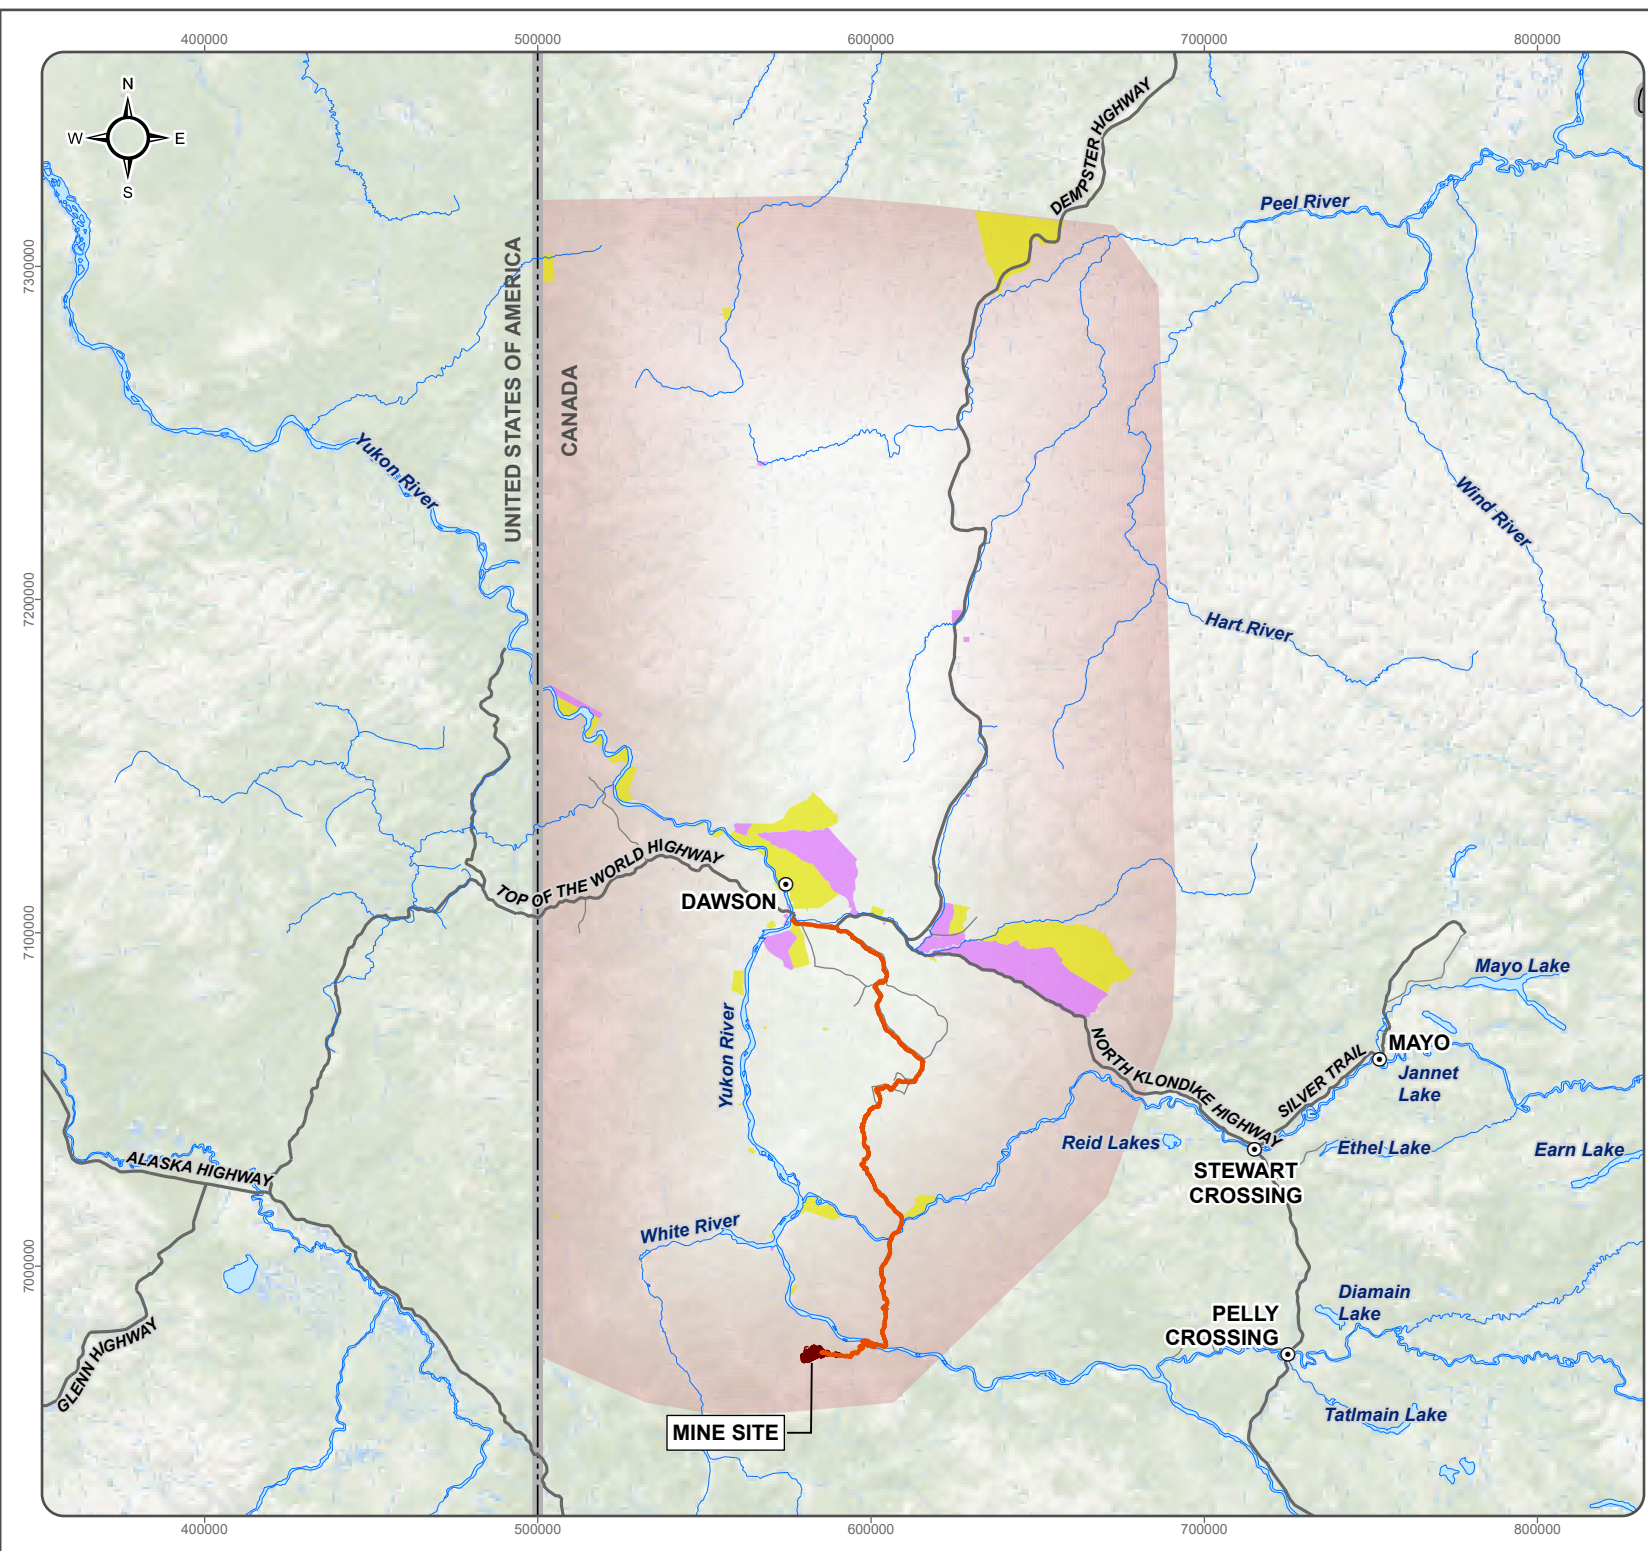 400000
500000
600000
700000
800000
N
W
E
S
DEMPSTER HIGHWAY
Peel River
7300000
UNITED STATES OF AMERICA
CANADA
Yukon River
Wind River
7200000
Hart River
TOP OF THE WORLD HIGHWAY
DAWSON
7100000
Mayo Lake
Yukon River
NORTH KLONDIKE HIGHWAY
SILVER TRAIL
MAYO
Jannet
Lake
Reid Lakes
Ethel Lake
Earn Lake
ALASKA HIGHWAY
STEWART
CROSSING
White River
7000000
Diamain
Lake
PELLY
CROSSING
GLENN HIGHWAY
Tatlmain Lake
MINE SITE
400000
500000
600000
700000
800000